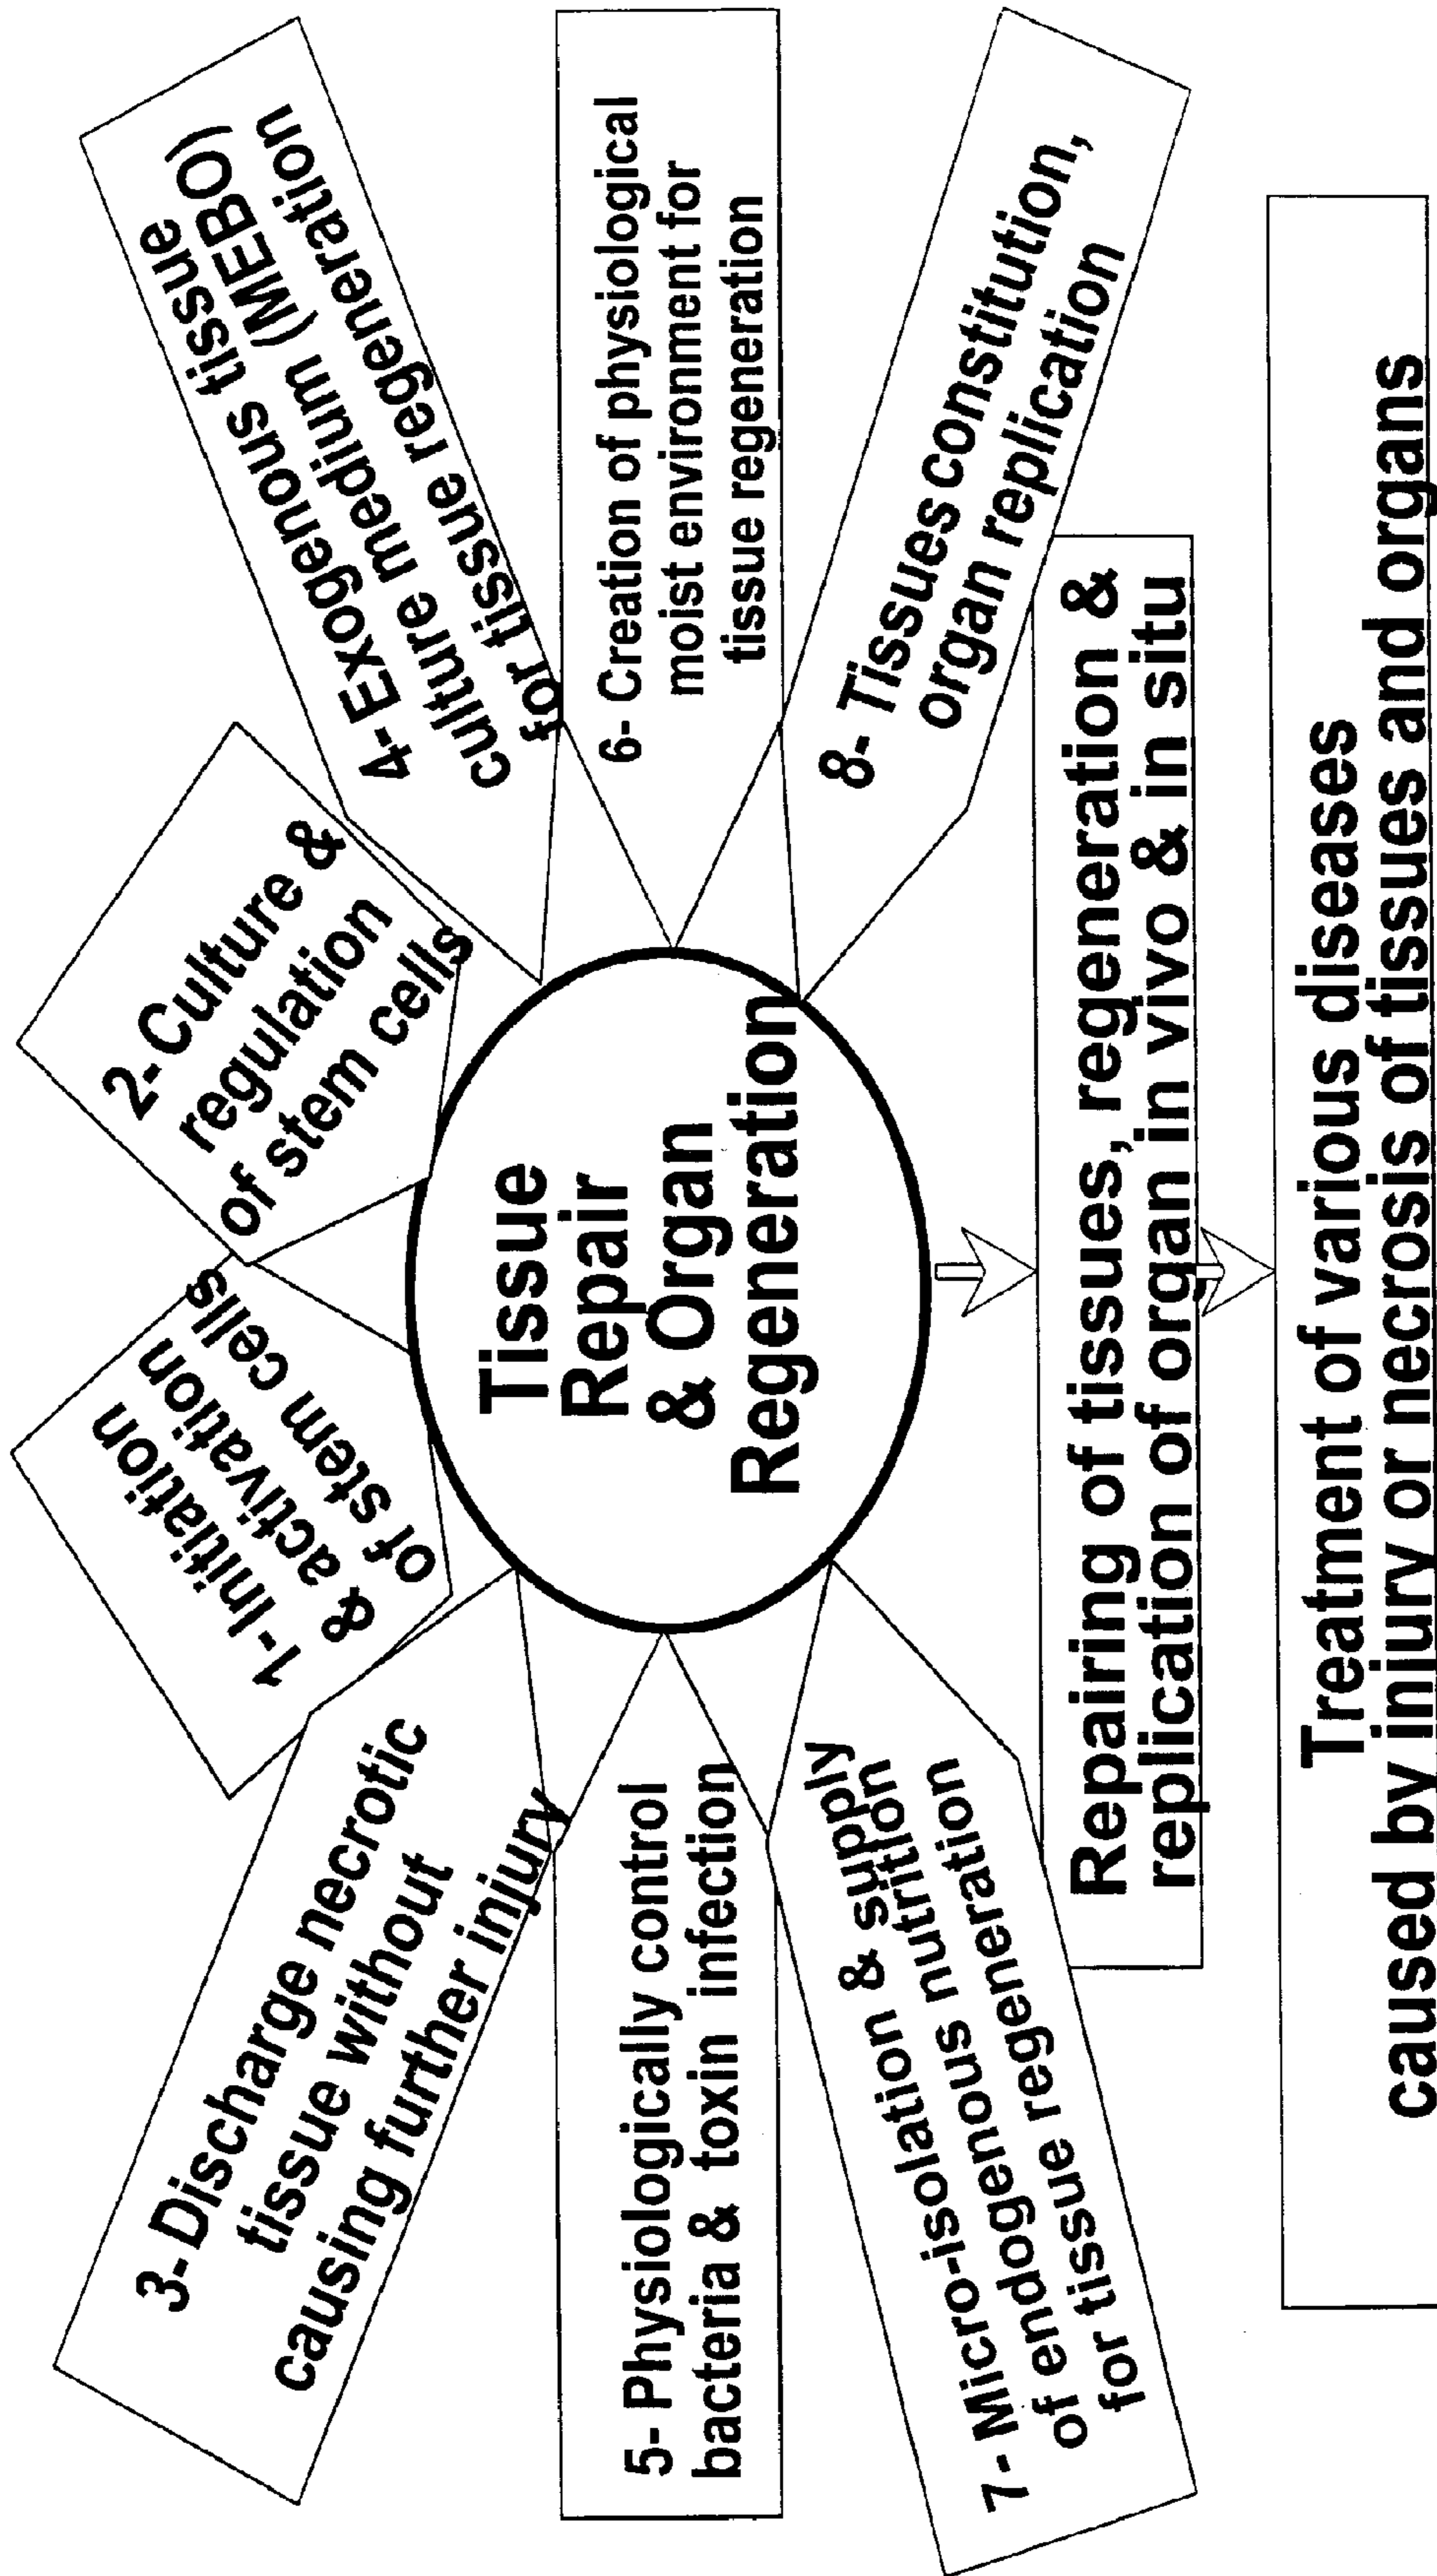 1- Initiation
& activation
of stem cells
2- Culture &
regulation
of stem cells
3- Discharge necrotic
tissue without
causing further injury
4- Exogenous tissue
culture medium (MEBO)
for tissue regeneration
5- Physiologically control
bacteria & toxin infection
6- Creation of physiological
moist environment for
tissue regeneration
7- Micro-isolation & supply
of endogenous nutrition
for tissue regeneration
8- Tissues constitution,
organ replication
Tissue
Repair
& Organ
Regeneration
Repairing of tissues, regeneration &
replication of organ in vivo & in situ
Treatment of various diseases
caused by injury or necrosis of tissues and organs